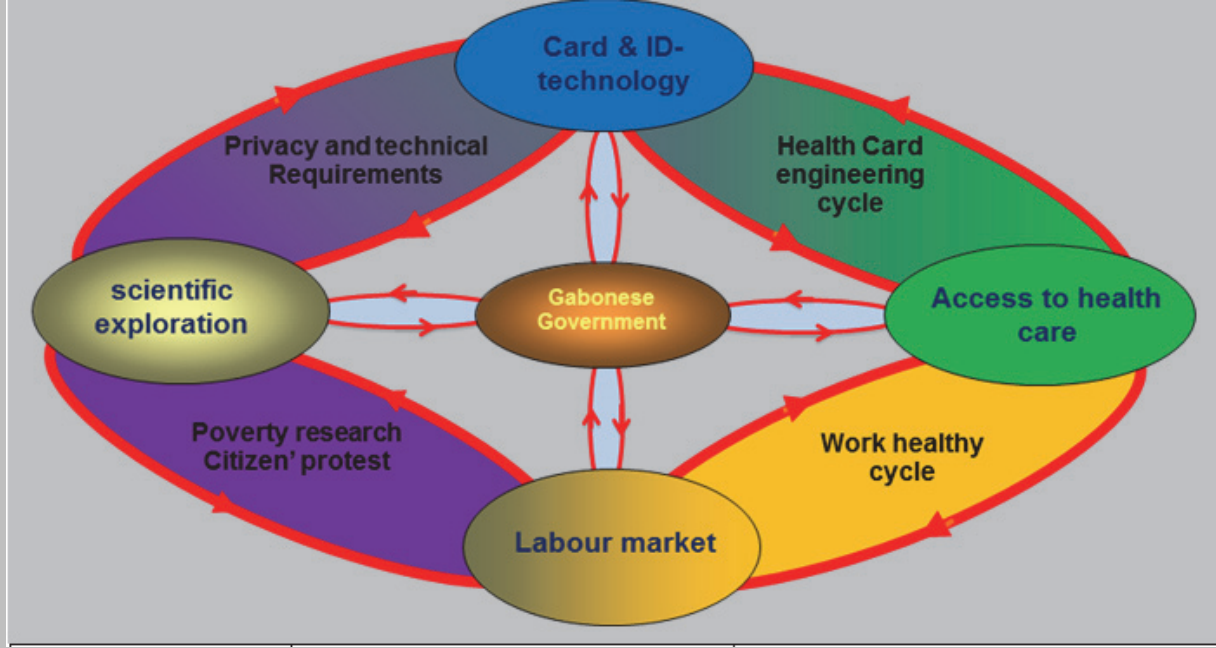 Card & ID-
technology
Privacy and technical
Requirements
Health Card
engineering
cycle
scientific
exploration
Gabonese
Government
Access to health
care
Poverty research
Citizen’ protest
Work healthy
cycle
Labour market